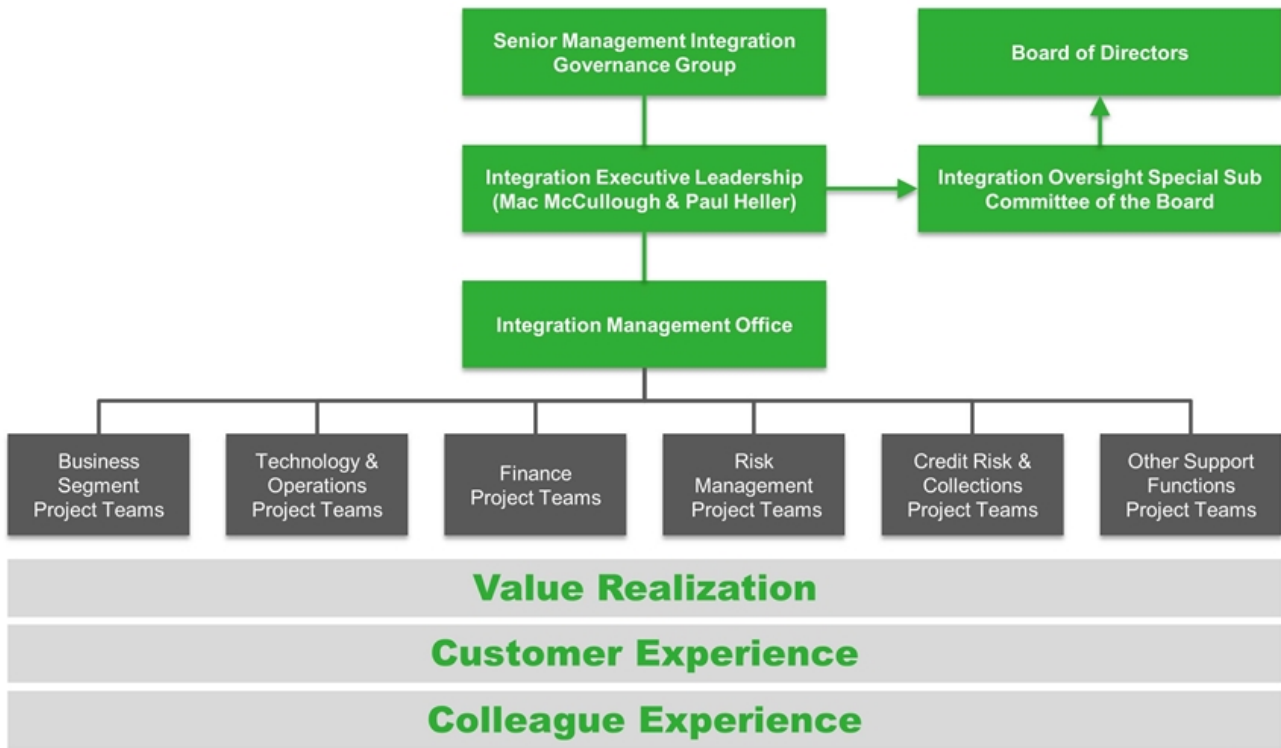 Senior Management Integration
Governance Group
Board of Directors
Integration Executive Leadership
(Mac McCullough & Paul Heller)
Integration Oversight Special Sub
Committee of the Board
Integration Management Office
Business
Segment
Project Teams
Technology &
Operations
Project Teams
Finance
Project Teams
Risk
Management
Project Teams
Credit Risk &
Collections
Project Teams
Other Support
Functions
Project Teams
Value Realization
Customer Experience
Colleague Experience